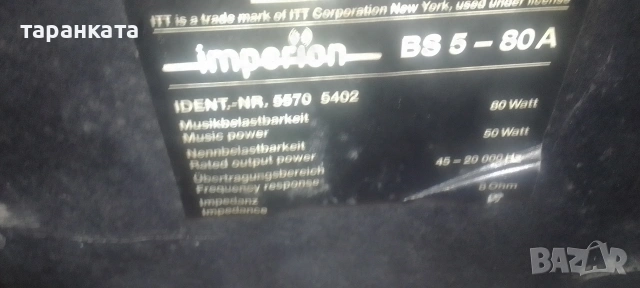 таранката
ITT is a trade mark of ITT Corporation New York, used under license
imperion BS 5 – 80 A
IDENT.-NR. 5570 5402
Musikbelastbarkeit
Music power 80 Watt
Nennbelastbarkeit
Rated output power 50 Watt
Übertragungsbereich
Frequency response 45 – 20 000 Hz
Impedanz
Impedance 8 Ohm
BAZAR